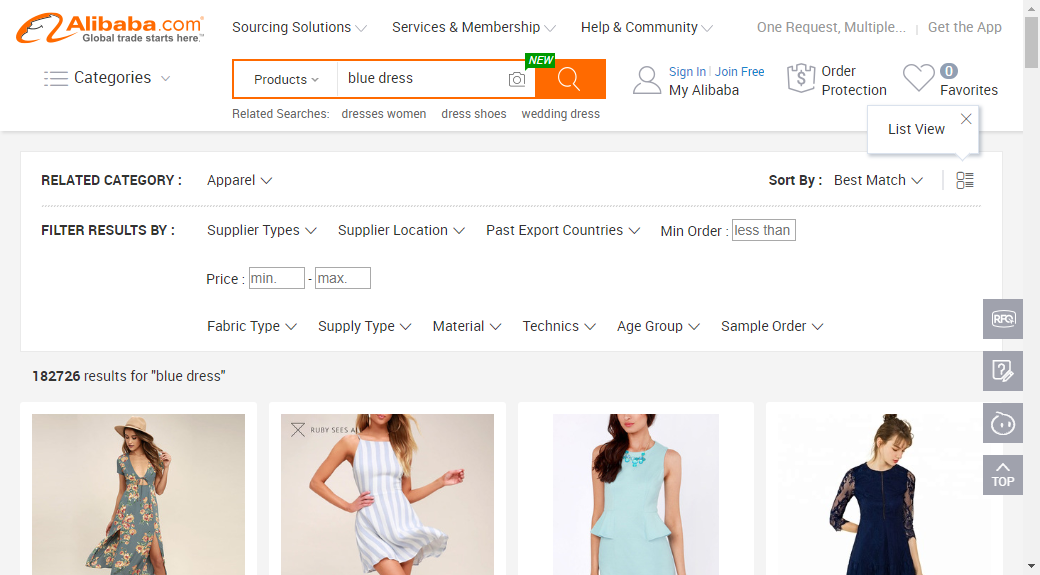 Alibaba.com
Global trade starts here.™
Sourcing Solutions
Services & Membership
Help & Community
One Request, Multiple...
Get the App
Categories
Products
blue dress
NEW
Sign In
Join Free
My Alibaba
Order
Protection
0
Favorites
Related Searches:
dresses women
dress shoes
wedding dress
List View
RELATED CATEGORY :
Apparel
Sort By :
Best Match
FILTER RESULTS BY :
Supplier Types
Supplier Location
Past Export Countries
Min Order :
less than
Price :
min.
-
max.
Fabric Type
Supply Type
Material
Technics
Age Group
Sample Order
RFQ
182726 results for "blue dress"
RUBY SEES A
TOP